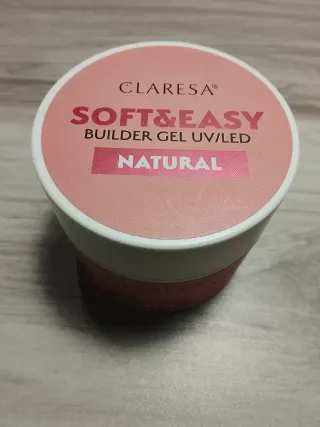 CLARESA®
SOFT&EASY
BUILDER GEL UV/LED
NATURAL